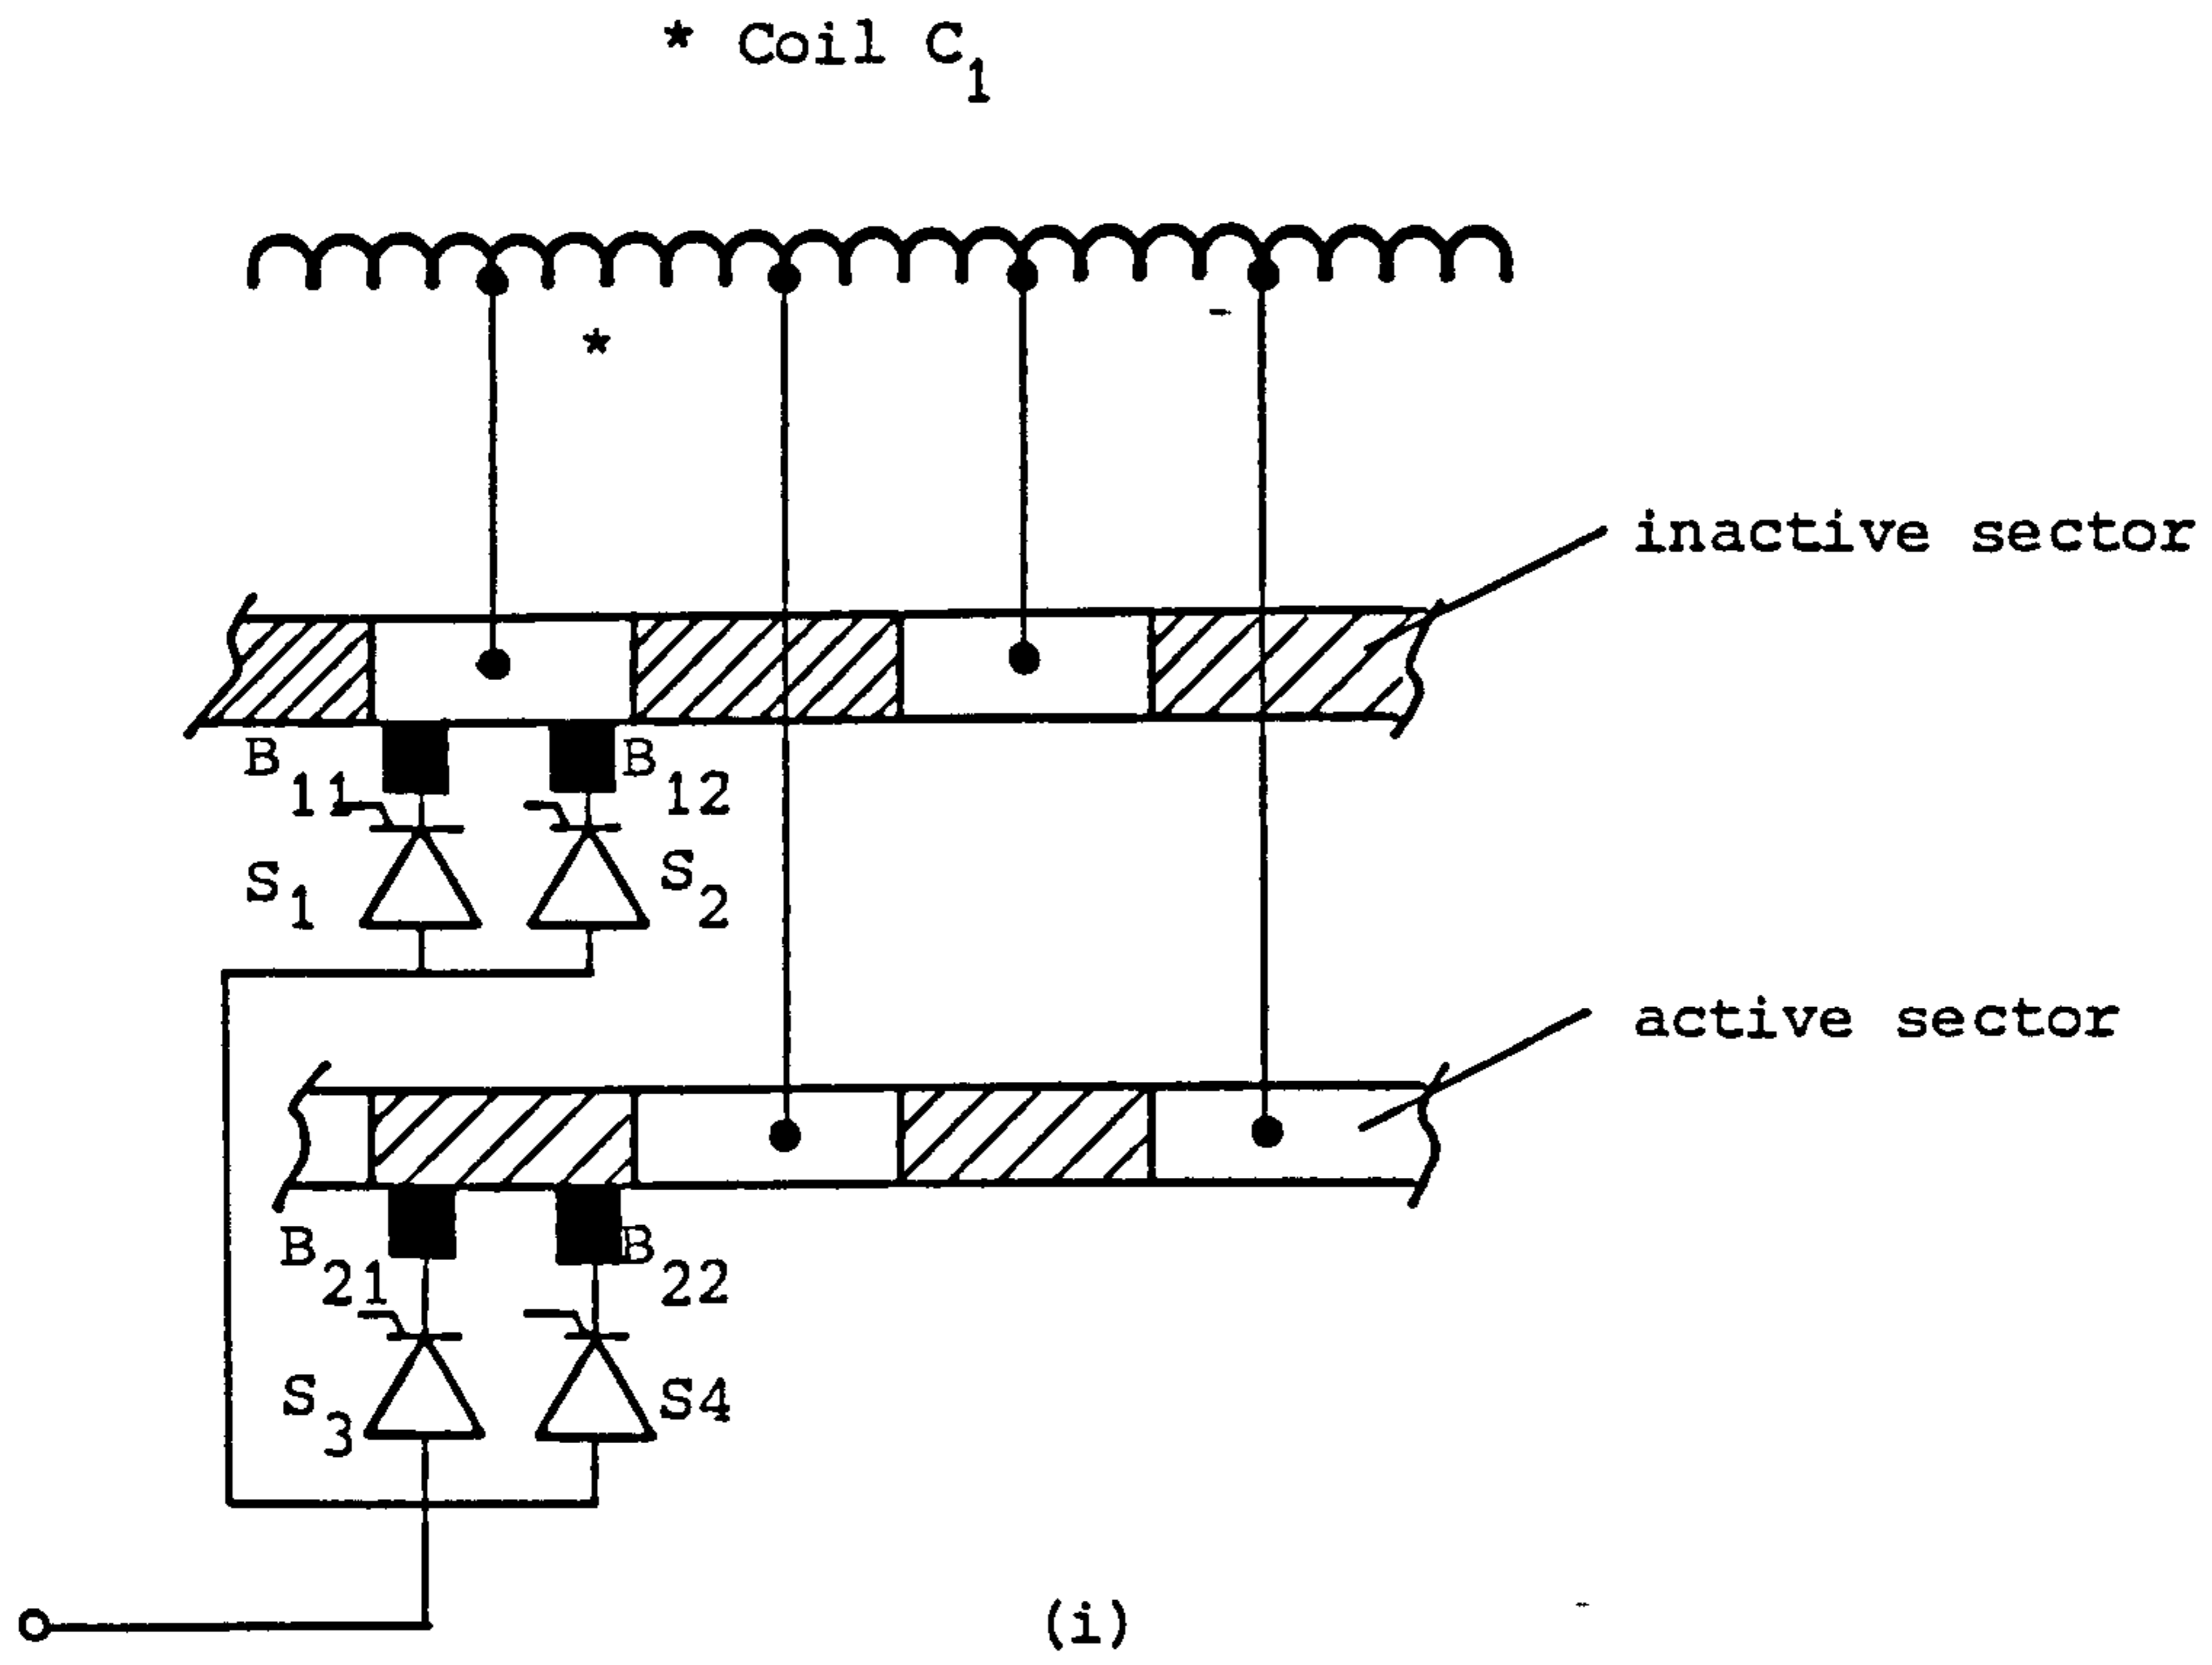 * Coil C1
*
inactive sector
B11
B12
S1
S2
active sector
B21
B22
S3
S4
(i)